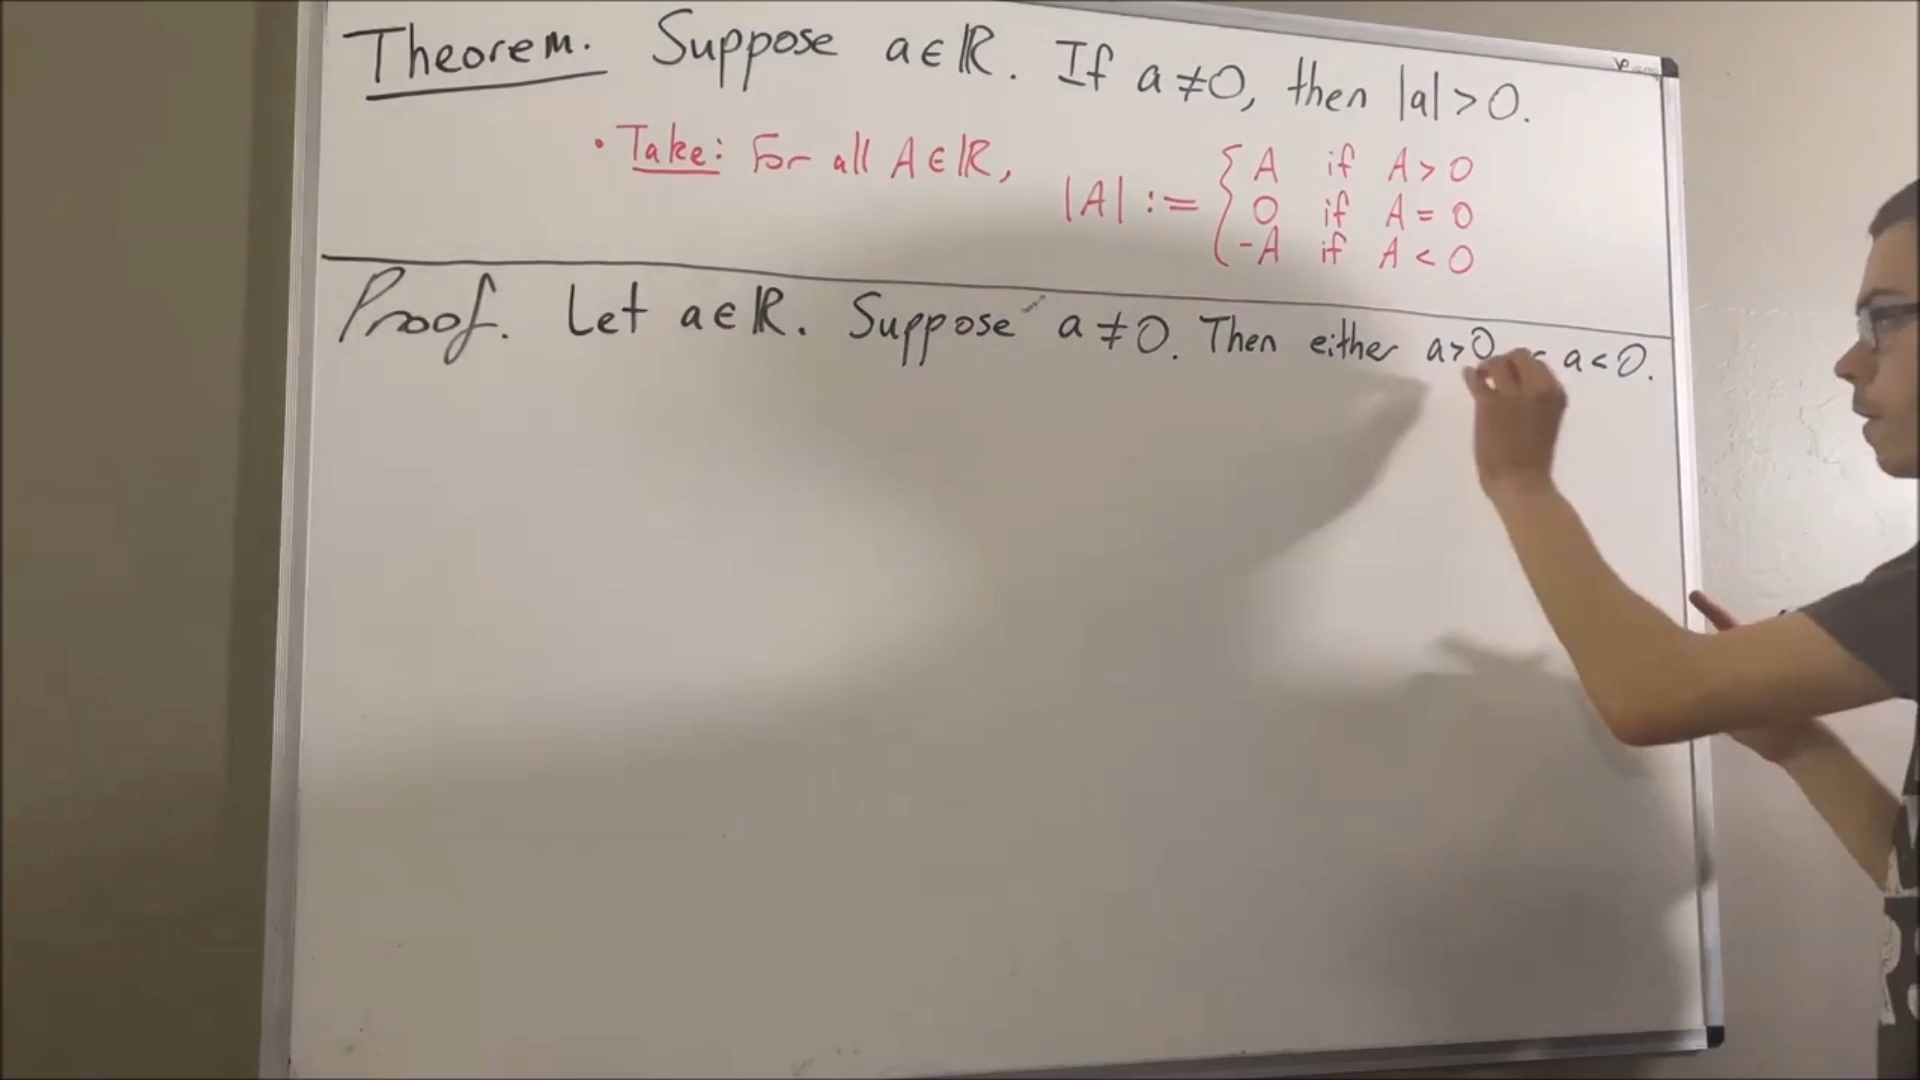 Theorem. Suppose a∈ℝ. If a≠0, then |a|>0.
• Take: For all A∈ℝ, |A| := { A if A>0
0 if A=0
-A if A<0
Proof. Let a∈ℝ. Suppose a≠0. Then either a>0 a<0.